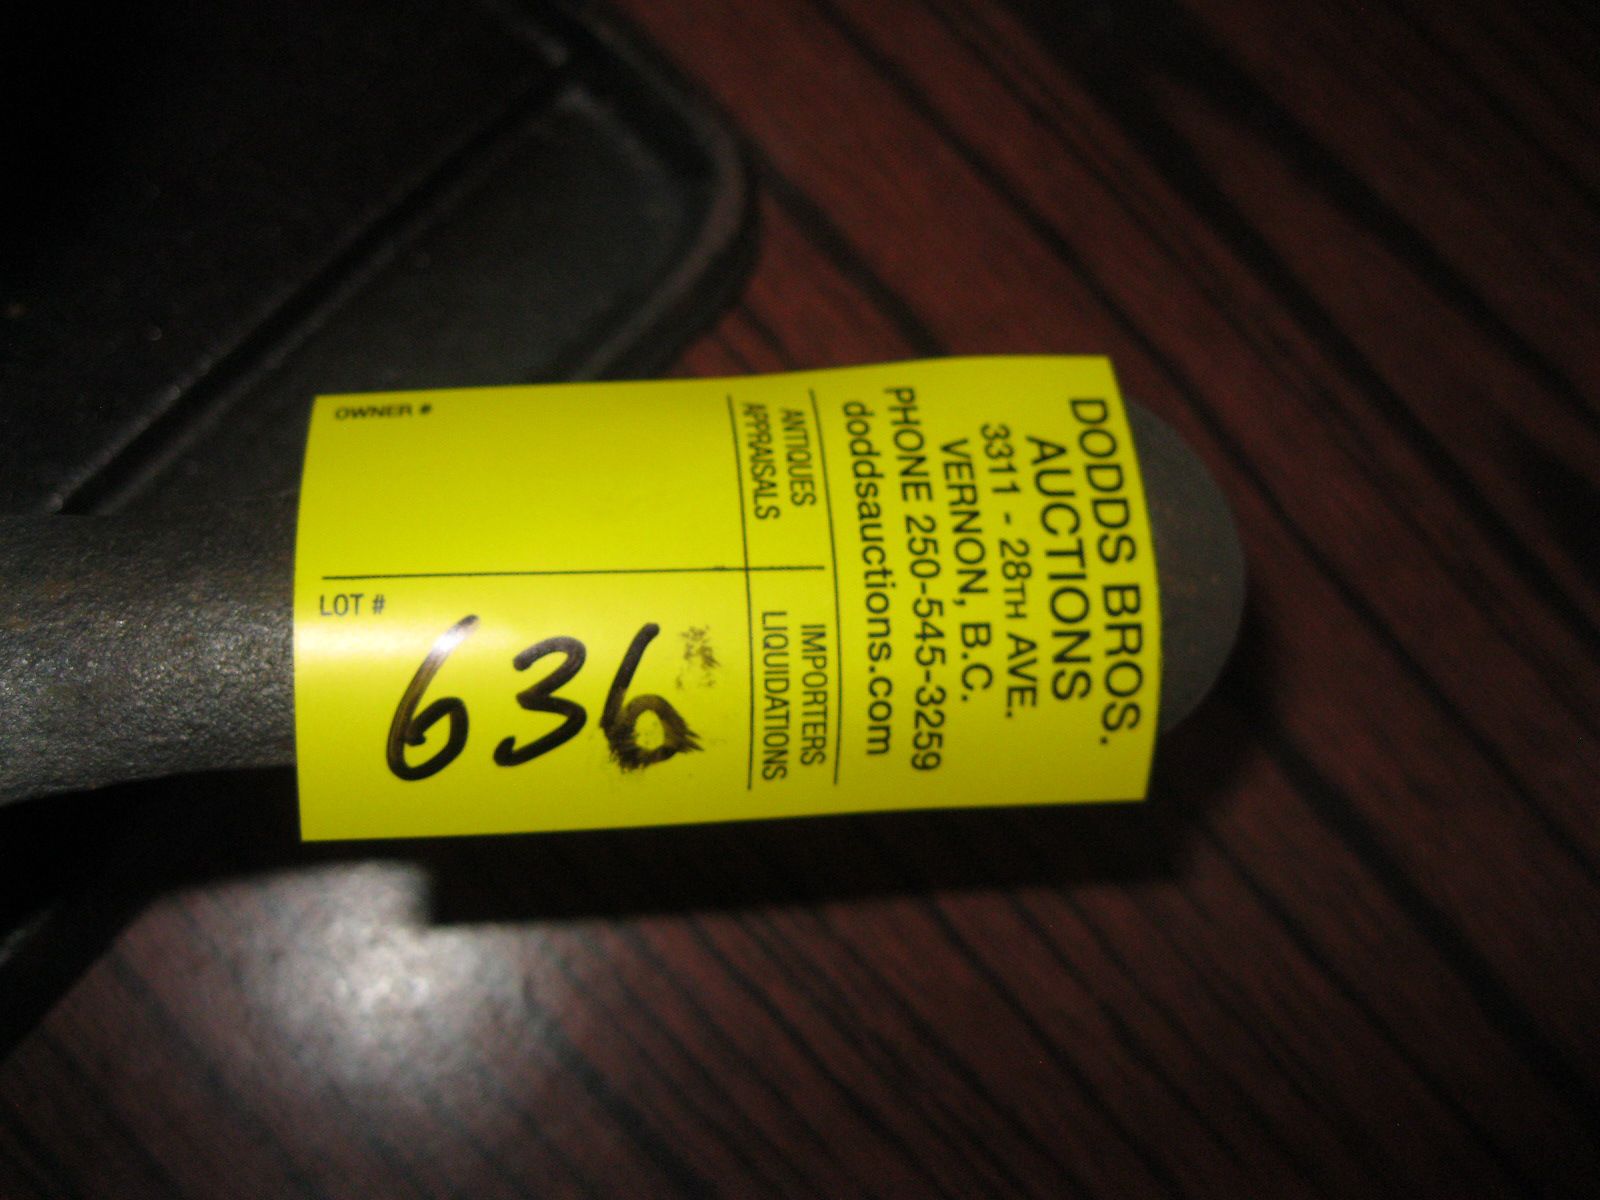 DODDS BROS.
AUCTIONS
3311 - 28TH AVE.
VERNON, B.C.
PHONE 250-545-3259
doddsauctions.com
ANTIQUES
APPRAISALS
IMPORTERS
LIQUIDATIONS
OWNER #
LOT #
636